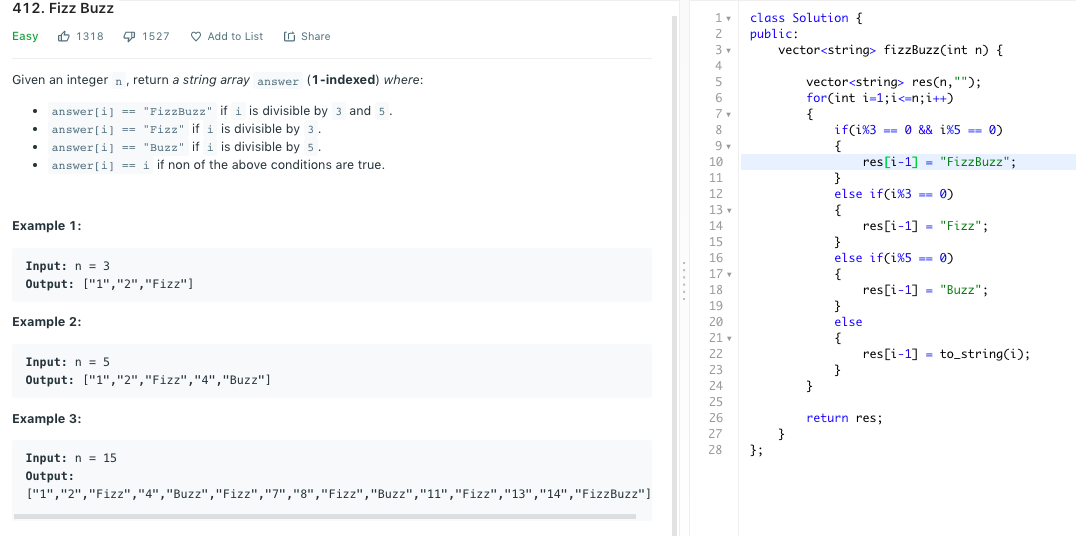 412. Fizz Buzz
Easy 1318 1527 Add to List Share
Given an integer n, return a string array answer (1-indexed) where:
answer[i] == "FizzBuzz" if i is divisible by 3 and 5.
answer[i] == "Fizz" if i is divisible by 3.
answer[i] == "Buzz" if i is divisible by 5.
answer[i] == i if non of the above conditions are true.
Example 1:
Input: n = 3
Output: ["1","2","Fizz"]
Example 2:
Input: n = 5
Output: ["1","2","Fizz","4","Buzz"]
Example 3:
Input: n = 15
Output:
["1","2","Fizz","4","Buzz","Fizz","7","8","Fizz","Buzz","11","Fizz","13","14","FizzBuzz"]
1 class Solution {
2 public:
3 vector<string> fizzBuzz(int n) {
4
5 vector<string> res(n,"");
6 for(int i=1;i<=n;i++)
7 {
8 if(i%3 == 0 && i%5 == 0)
9 {
10 res[i-1] = "FizzBuzz";
11 }
12 else if(i%3 == 0)
13 {
14 res[i-1] = "Fizz";
15 }
16 else if(i%5 == 0)
17 {
18 res[i-1] = "Buzz";
19 }
20 else
21 {
22 res[i-1] = to_string(i);
23 }
24 }
25
26 return res;
27 }
28 };